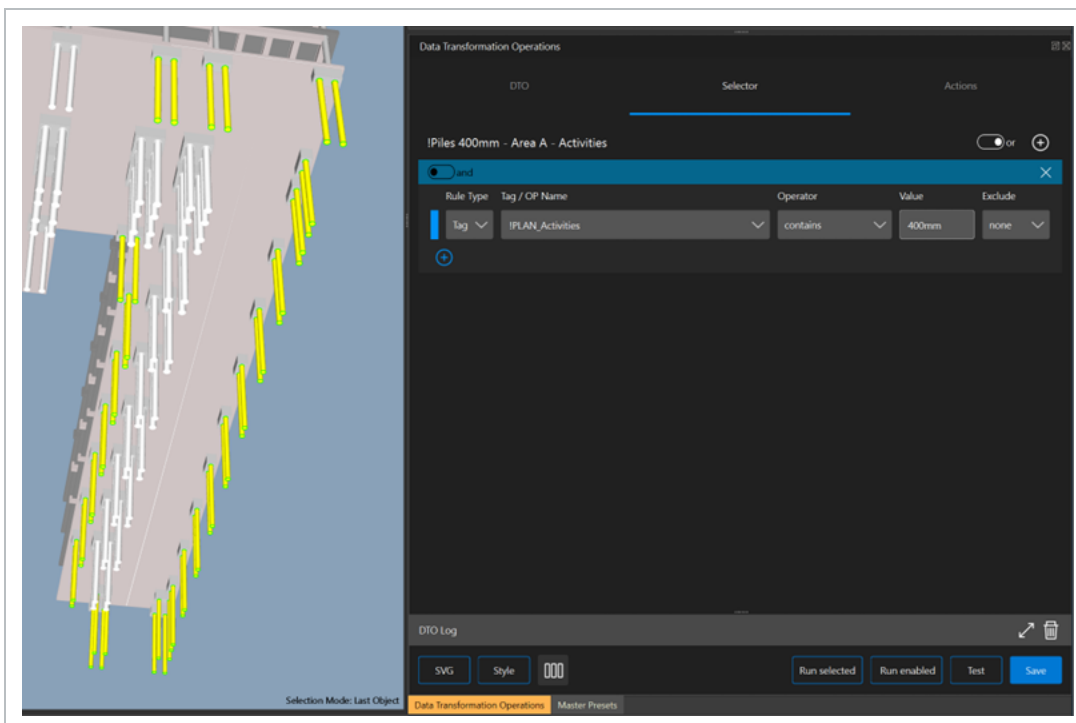 Data Transformation Operations
DTO Selector Actions
!Piles 400mm - Area A - Activities or
and
Rule Type Tag / OP Name Operator Value Exclude
Tag !PLAN_Activities contains 400mm none
DTO Log
SVG Style Run selected Run enabled Test Save
Selection Mode: Last Object
Data Transformation Operations Master Presets